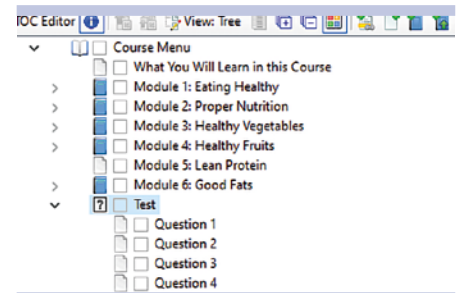 TOC Editor View: Tree
Course Menu
What You Will Learn in this Course
Module 1: Eating Healthy
Module 2: Proper Nutrition
Module 3: Healthy Vegetables
Module 4: Healthy Fruits
Module 5: Lean Protein
Module 6: Good Fats
? Test
Question 1
Question 2
Question 3
Question 4